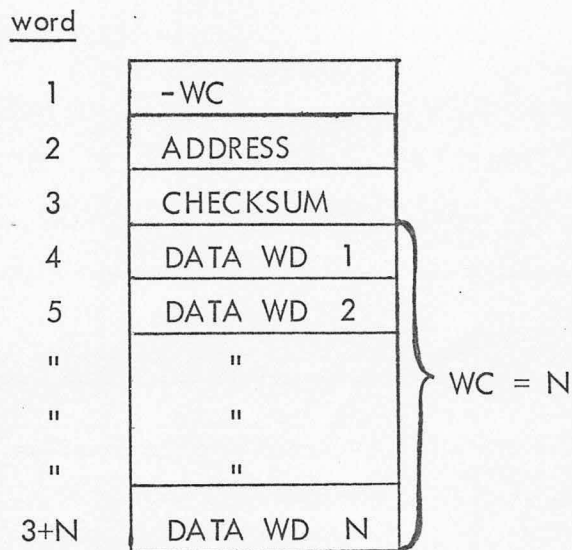 word
1 -WC
2 ADDRESS
3 CHECKSUM
4 DATA WD 1
5 DATA WD 2
" "
" " WC = N
" "
3+N DATA WD N